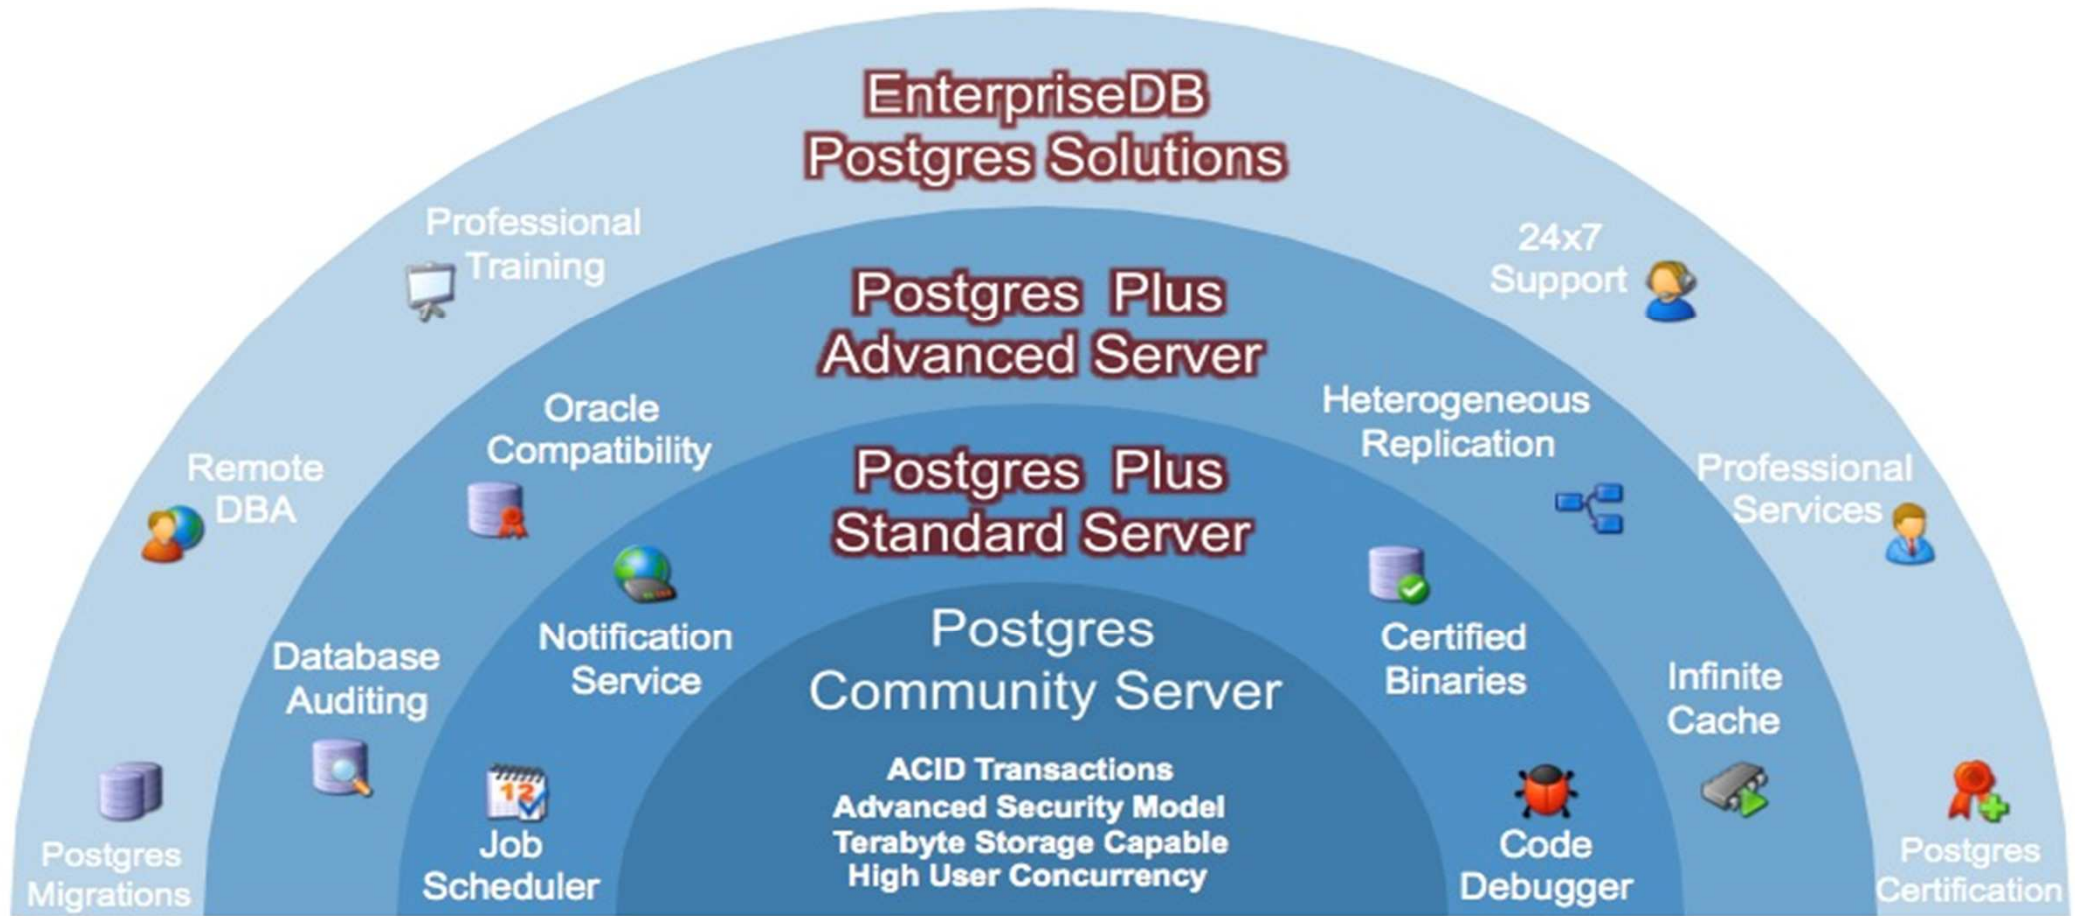 EnterpriseDB
Postgres Solutions
Professional
Training
24x7
Support
Remote
DBA
Professional
Services
Postgres
Migrations
Postgres
Certification
Postgres Plus
Advanced Server
Oracle
Compatibility
Heterogeneous
Replication
Database
Auditing
Infinite
Cache
Postgres Plus
Standard Server
Notification
Service
Certified
Binaries
12
Job
Scheduler
Code
Debugger
Postgres
Community Server
ACID Transactions
Advanced Security Model
Terabyte Storage Capable
High User Concurrency